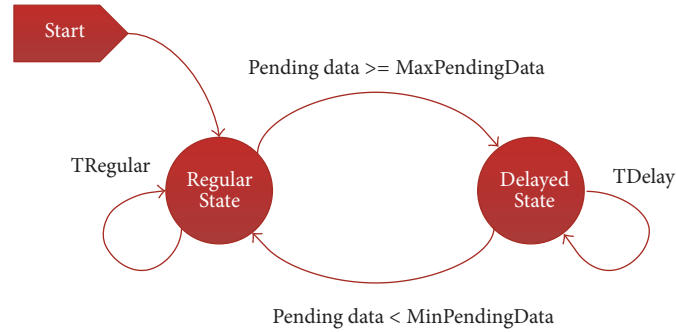 Start
Pending data >= MaxPendingData
TRegular
Regular
State
Delayed
State
TDelay
Pending data < MinPendingData